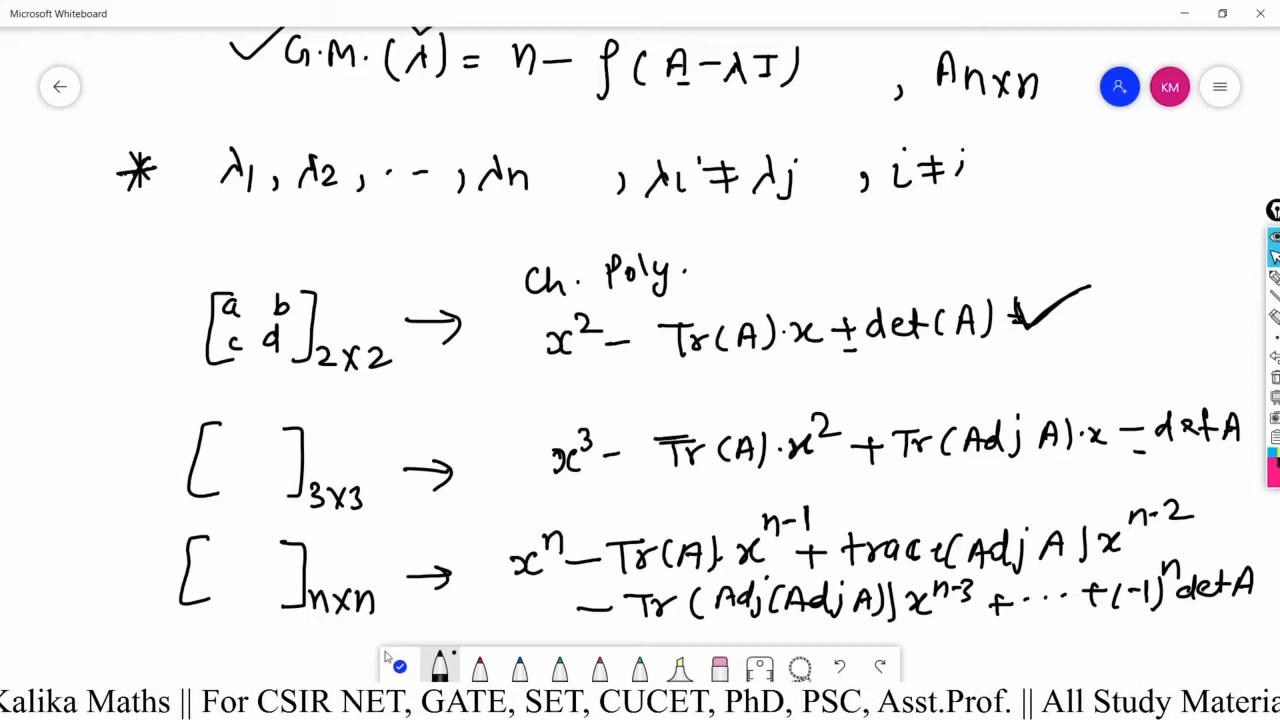 Microsoft Whiteboard
✓ G.M.(λ) = n - ρ(A - λI) , An×n
KM
* λ1, λ2, ..., λn , λi ≠ λj , i ≠ j
Ch. Poly.
[a b c d]2×2 → x² - Tr(A)·x + det(A) ✓
[ ]3×3 → x³ - Tr(A)·x² + Tr(Adj A)·x - det A
[ ]n×n → xⁿ - Tr(A)·xⁿ⁻¹ + trace(Adj A)xⁿ⁻²
- Tr(Adj(Adj A))xⁿ⁻³ + ... + (-1)ⁿ det A
Kalika Maths || For CSIR NET, GATE, SET, CUCET, PhD, PSC, Asst.Prof. || All Study Materia